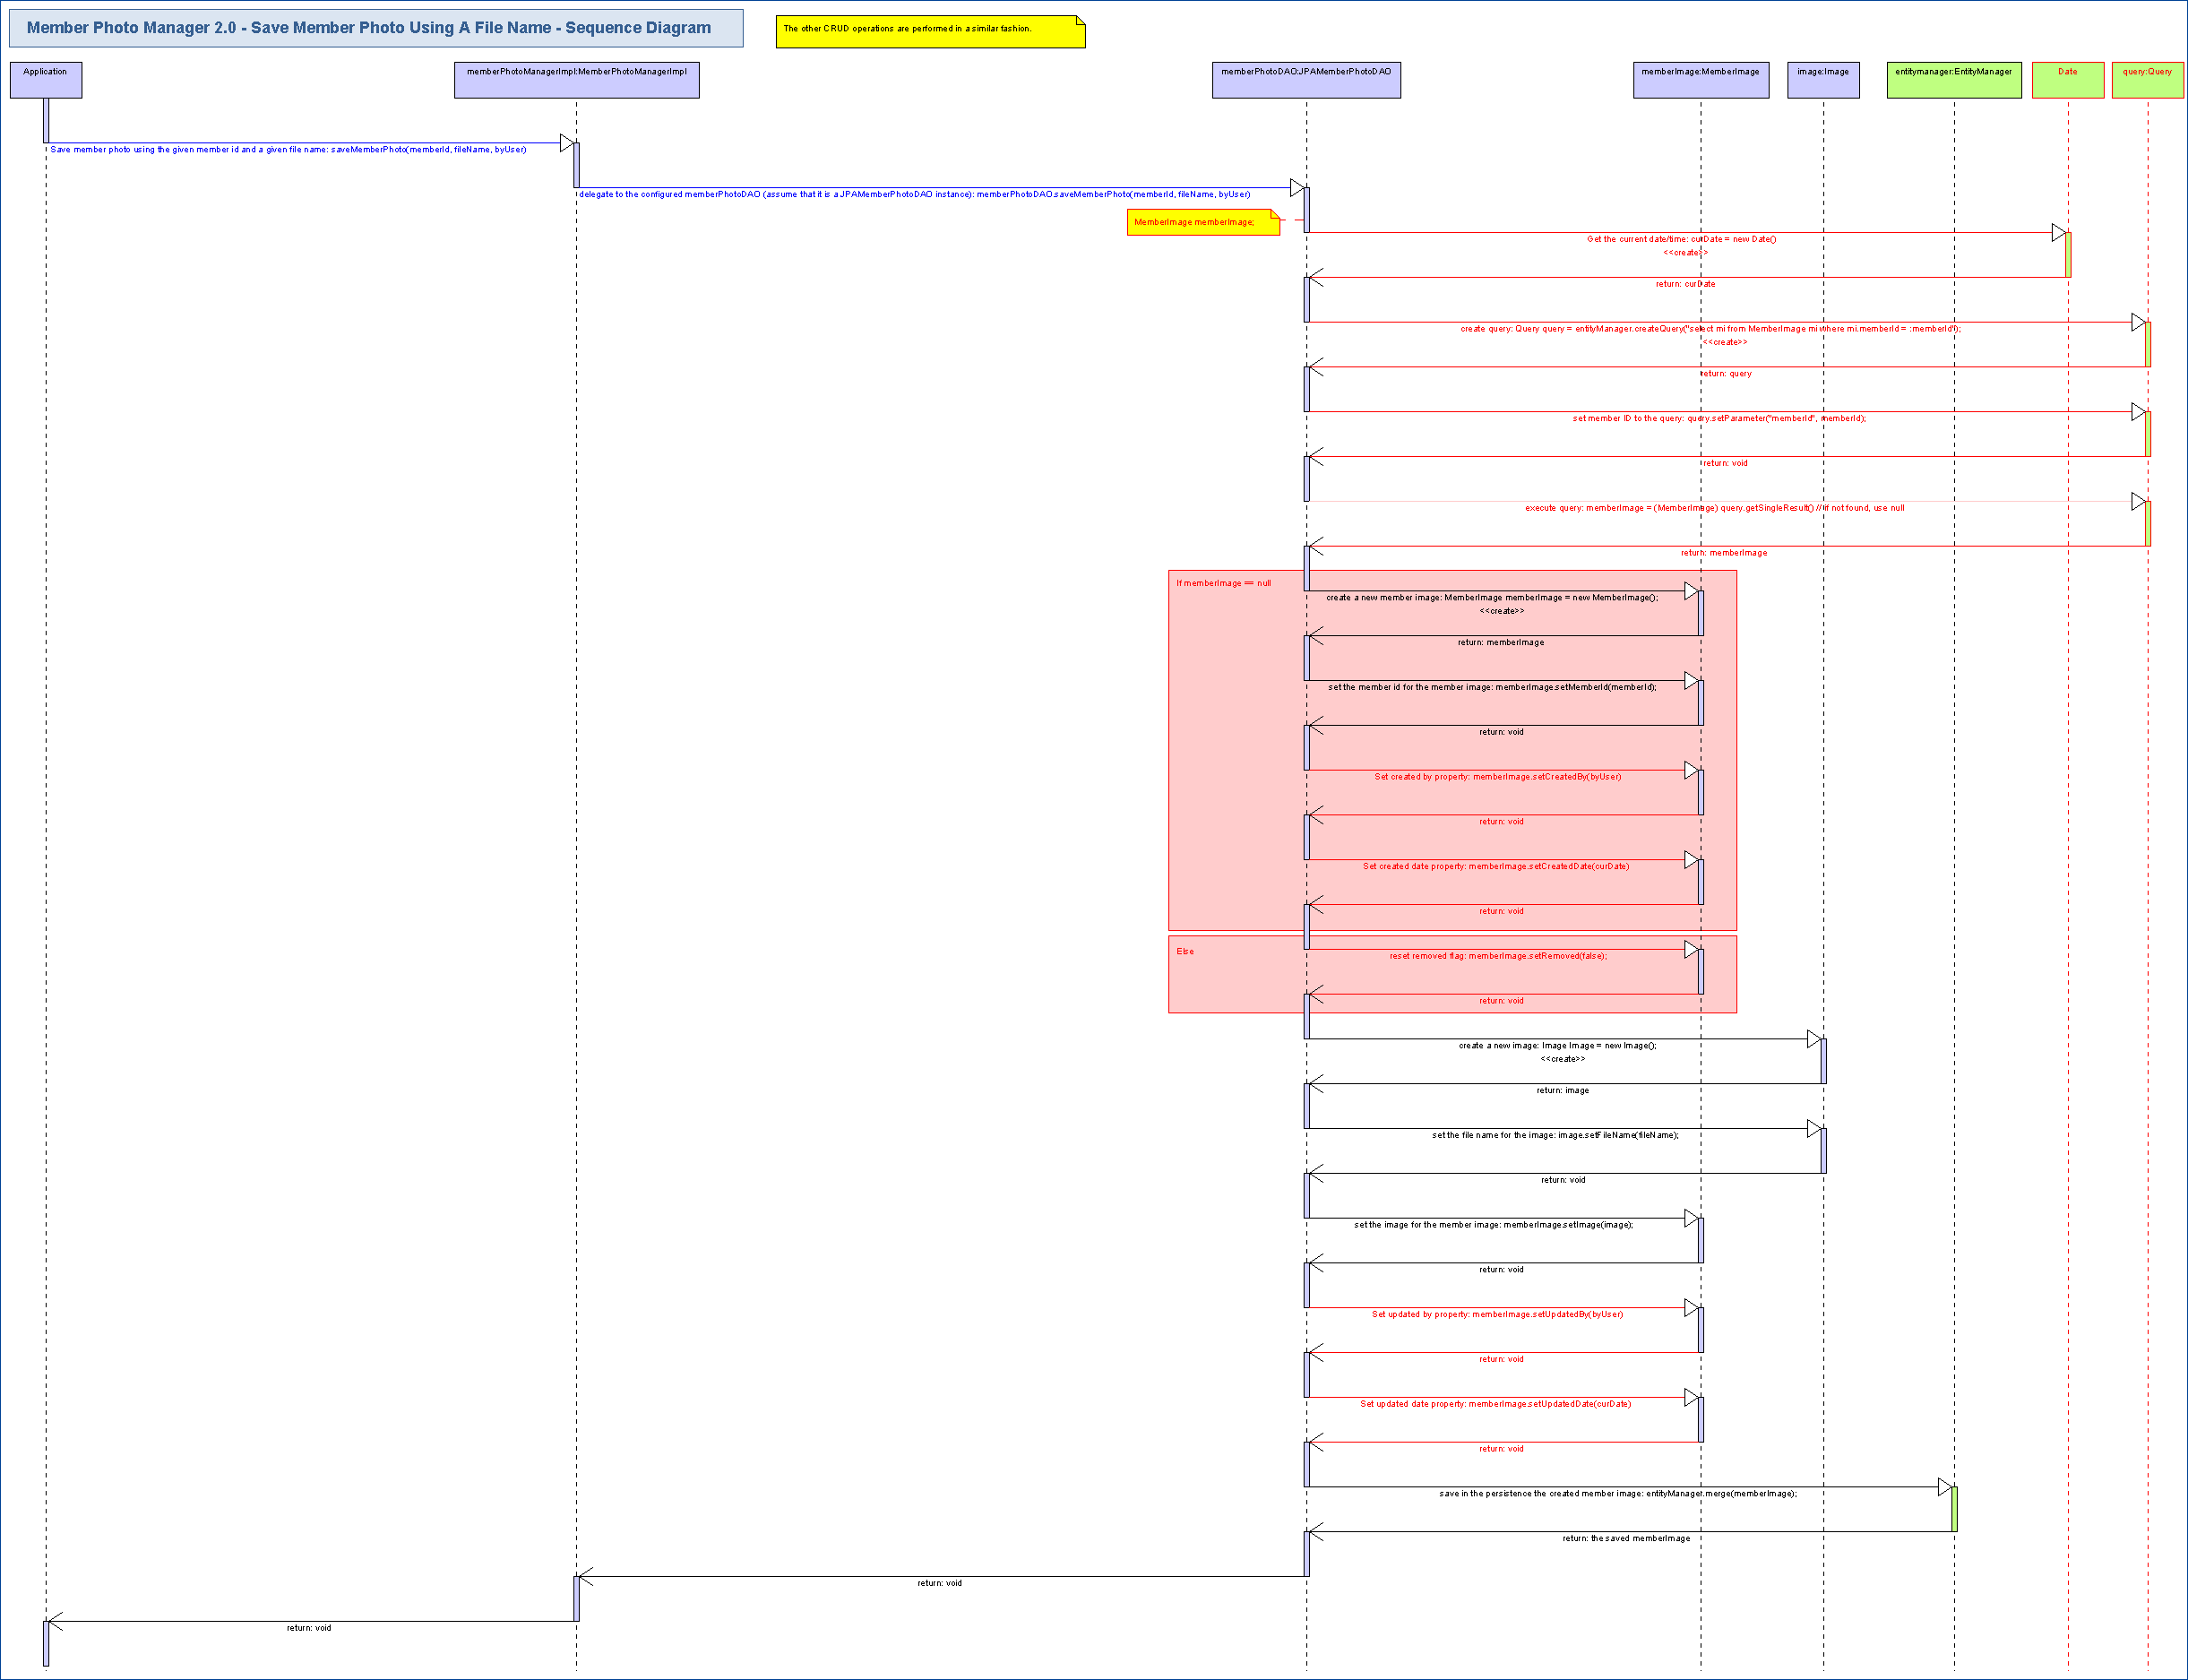 Member Photo Manager 2.0 - Save Member Photo Using A File Name - Sequence Diagram
The other CRUD operations are performed in a similar fashion.
Application
memberPhotoManagerImpl:MemberPhotoManagerImpl
memberPhotoDAO:JPAMemberPhotoDAO
memberImage:MemberImage
image:Image
entitymanager:EntityManager
Date
query:Query
Save member photo using the given member id and a given file name: saveMemberPhoto(memberId, fileName, byUser)
delegate to the configured memberPhotoDAO (assume that it is a JPAMemberPhotoDAO instance): memberPhotoDAO.saveMemberPhoto(memberId, fileName, byUser)
MemberImage memberImage;
Get the current date/time: curDate = new Date()
<<create>>
return: curDate
create query: Query query = entityManager.createQuery("select mi from MemberImage mi where mi.memberId = :memberId");
<<create>>
return: query
set member ID to the query: query.setParameter("memberId", memberId);
return: void
execute query: memberImage = (MemberImage) query.getSingleResult() // if not found, use null
return: memberImage
If memberImage == null
create a new member image: MemberImage memberImage = new MemberImage();
<<create>>
return: memberImage
set the member id for the member image: memberImage.setMemberId(memberId);
return: void
Set created by property: memberImage.setCreatedBy(byUser)
return: void
Set created date property: memberImage.setCreatedDate(curDate)
return: void
Else
reset removed flag: memberImage.setRemoved(false);
return: void
create a new image: Image Image = new Image();
<<create>>
return: image
set the file name for the image: image.setFileName(fileName);
return: void
set the image for the member image: memberImage.setImage(image);
return: void
Set updated by property: memberImage.setUpdatedBy(byUser)
return: void
Set updated date property: memberImage.setUpdatedDate(curDate)
return: void
save in the persistence the created member image: entityManager.merge(memberImage);
return: the saved memberImage
return: void
return: void